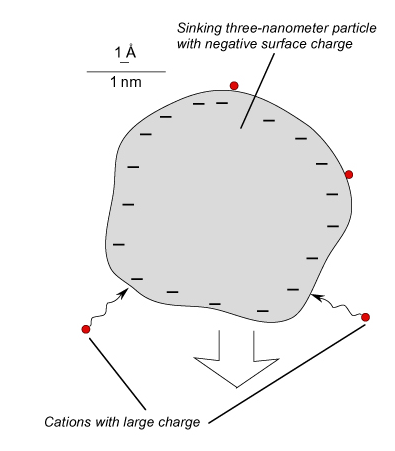 Sinking three-nanometer particle
with negative surface charge
1 Å
1 nm
Cations with large charge